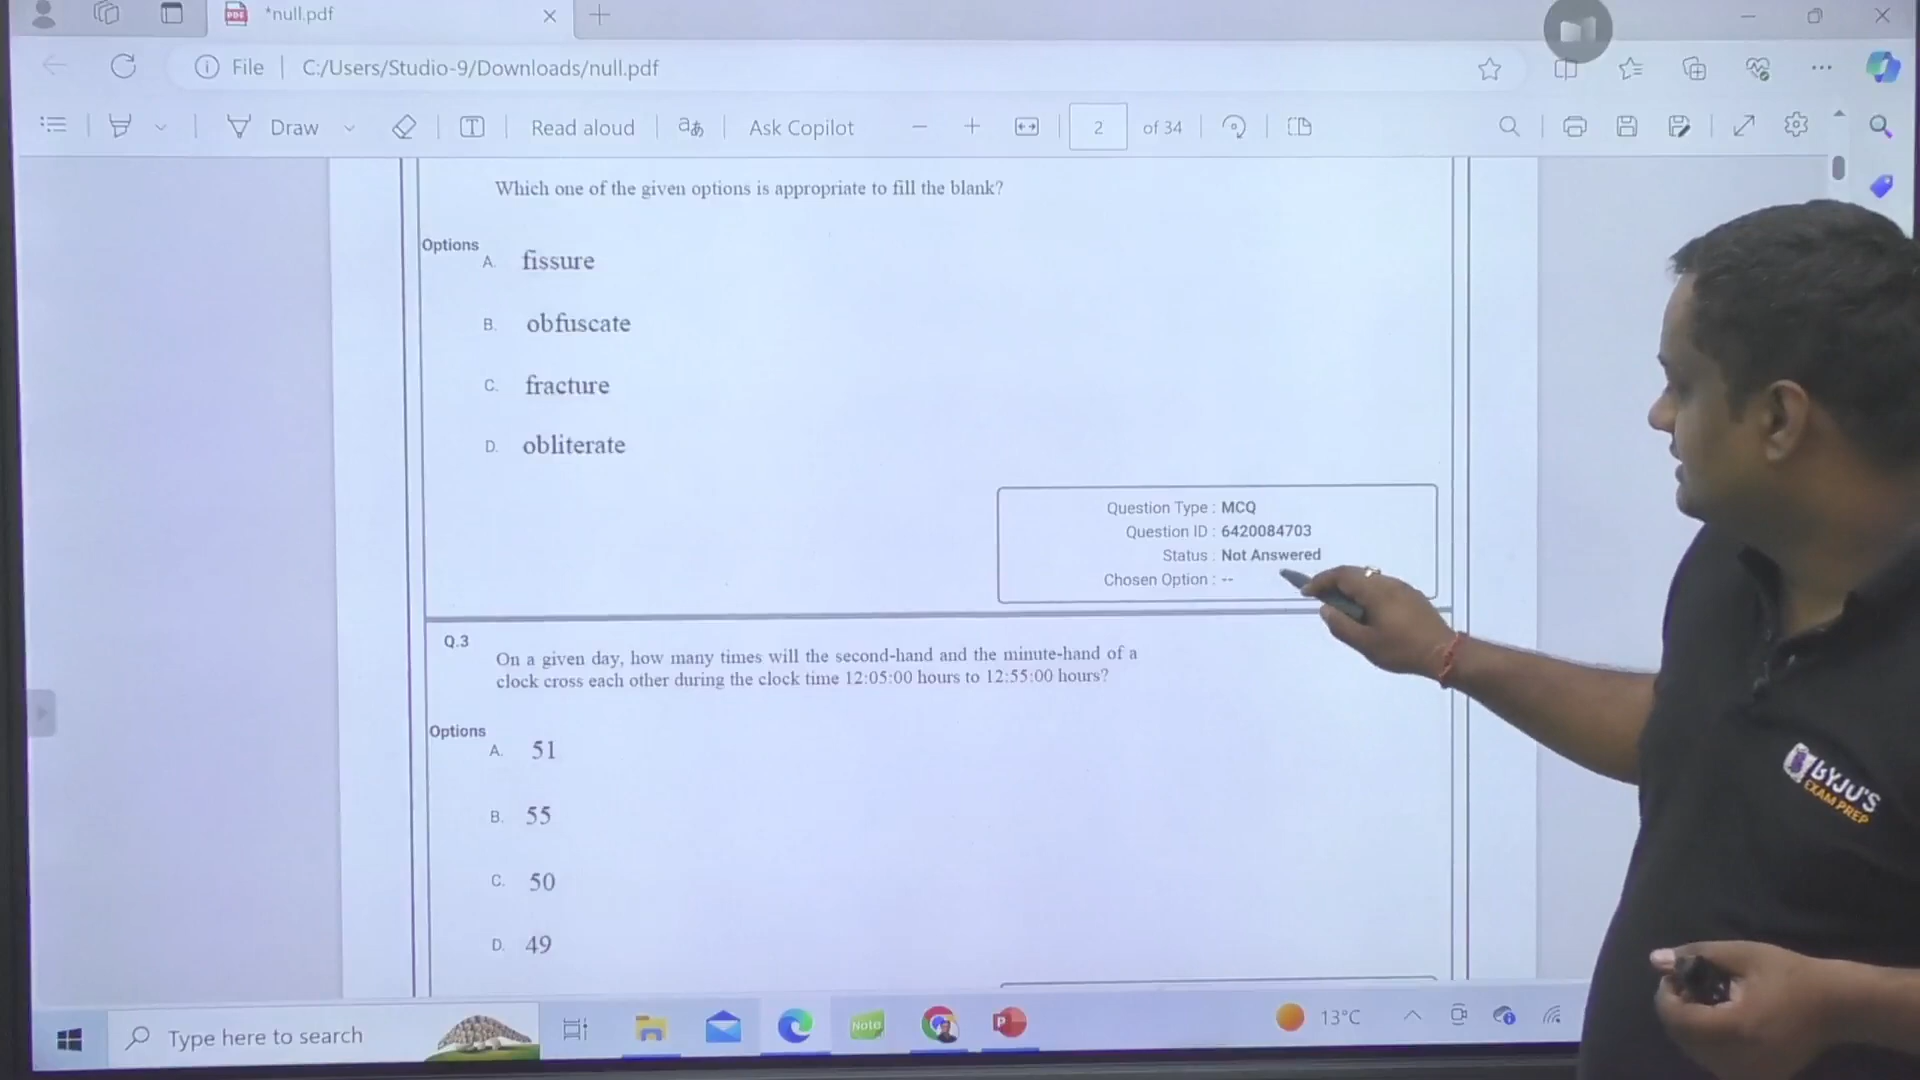 *null.pdf
File
C:/Users/Studio-9/Downloads/null.pdf
Draw
Read aloud
Ask Copilot
2
of 34
Which one of the given options is appropriate to fill the blank?
Options
A. fissure
B. obfuscate
C. fracture
D. obliterate
Question Type : MCQ
Question ID : 6420084703
Status : Not Answered
Chosen Option : --
Q.3
On a given day, how many times will the second-hand and the minute-hand of a
clock cross each other during the clock time 12:05:00 hours to 12:55:00 hours?
Options
A. 51
B. 55
C. 50
D. 49
BYJU'S
EXAM PREP
Type here to search
Note
P
13°C